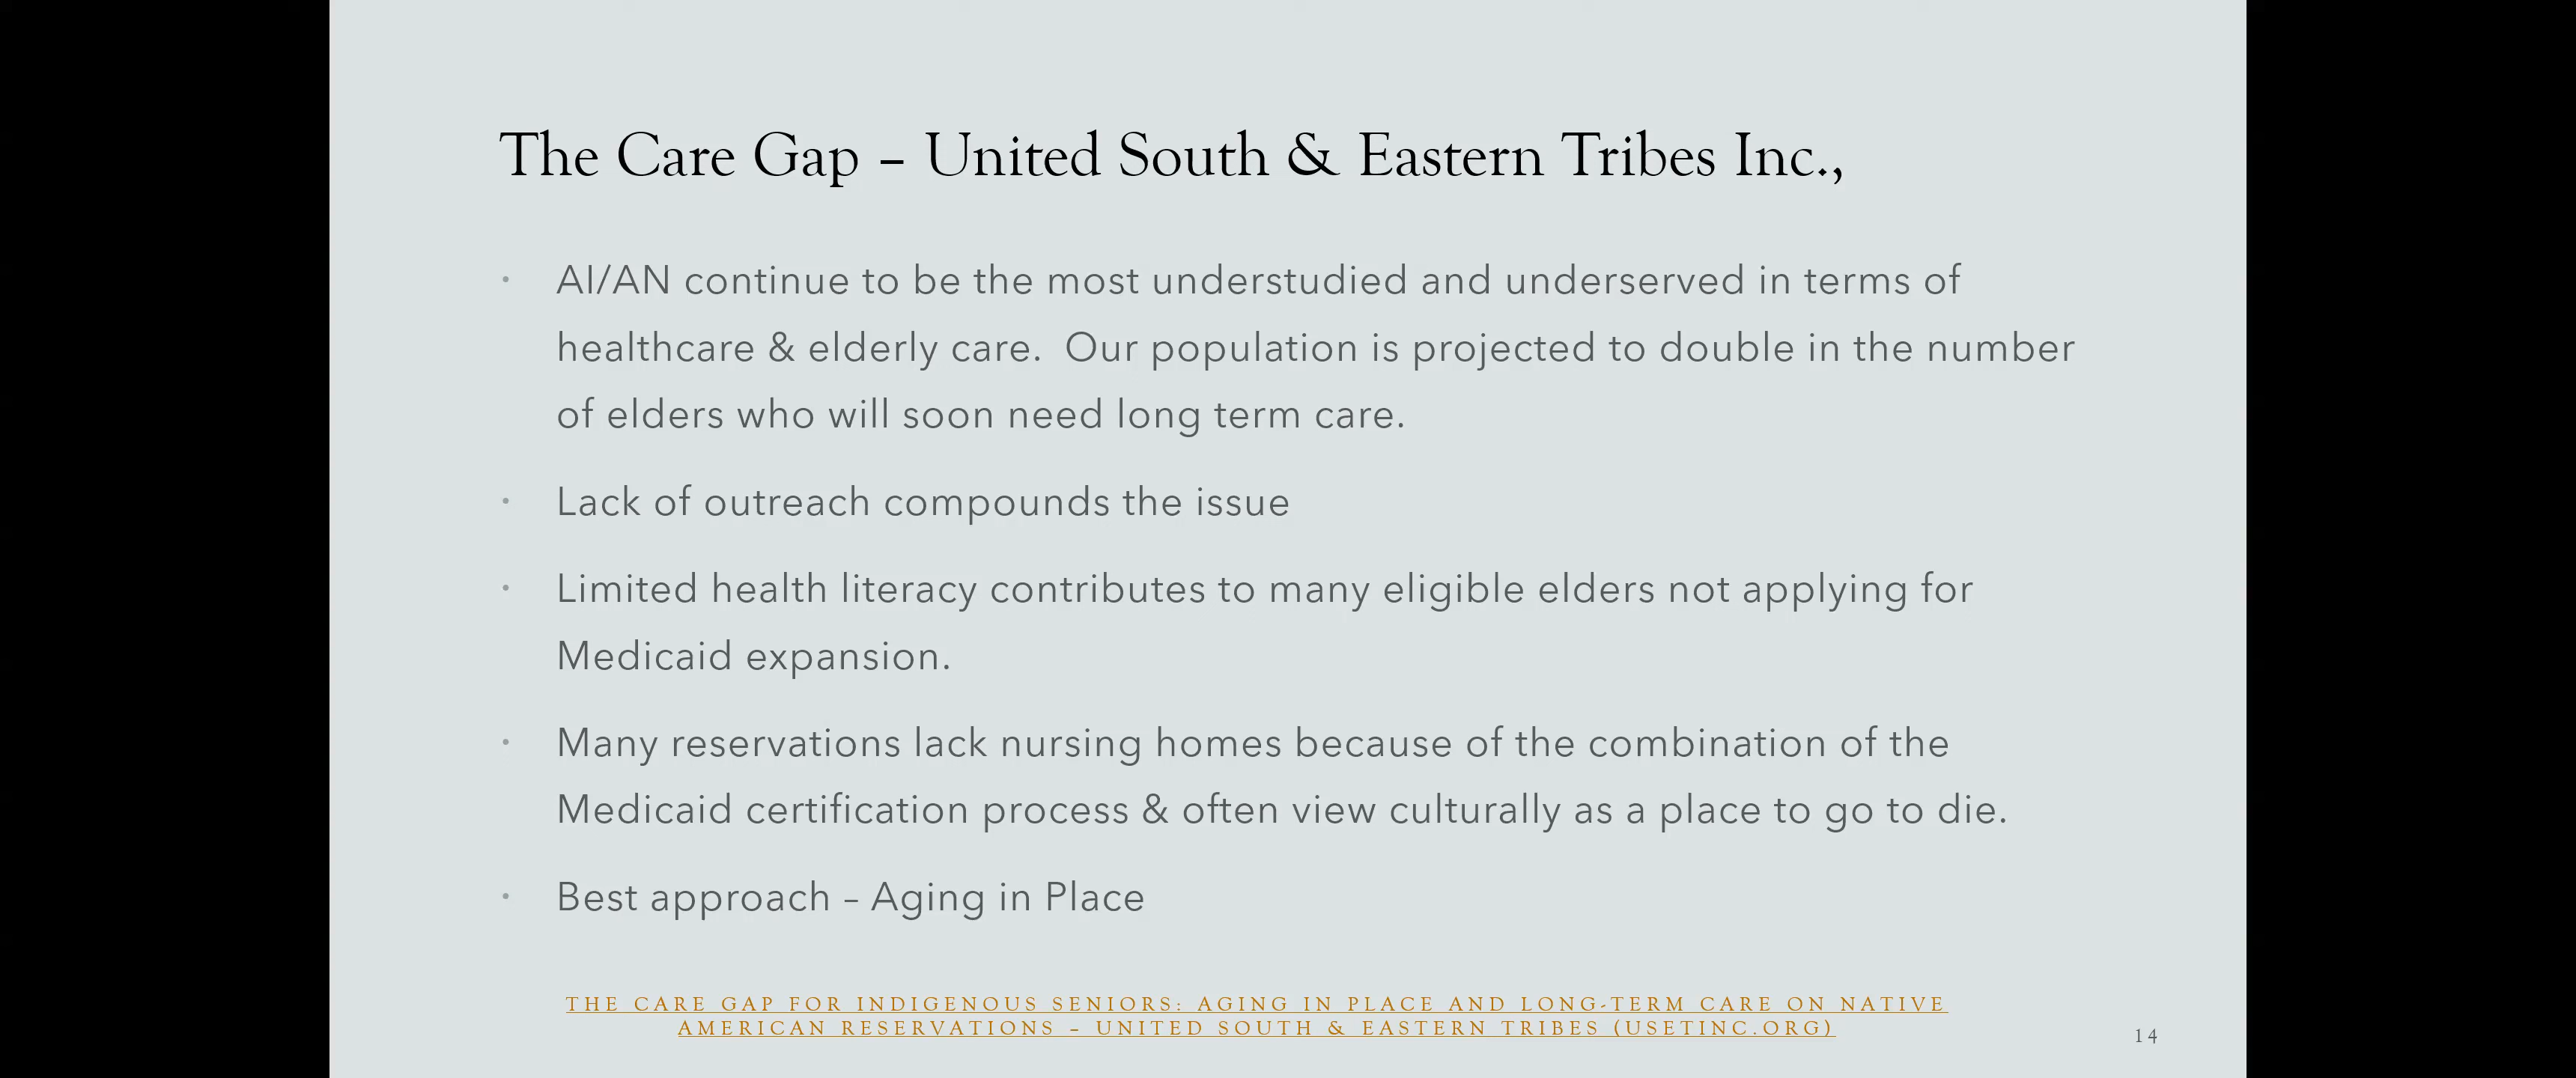 The Care Gap – United South & Eastern Tribes Inc.,
• AI/AN continue to be the most understudied and underserved in terms of
healthcare & elderly care.  Our population is projected to double in the number
of elders who will soon need long term care.
• Lack of outreach compounds the issue
• Limited health literacy contributes to many eligible elders not applying for
Medicaid expansion.
• Many reservations lack nursing homes because of the combination of the
Medicaid certification process & often view culturally as a place to go to die.
• Best approach – Aging in Place
THE CARE GAP FOR INDIGENOUS SENIORS: AGING IN PLACE AND LONG-TERM CARE ON NATIVE
AMERICAN RESERVATIONS – UNITED SOUTH & EASTERN TRIBES (USETINC.ORG)
14